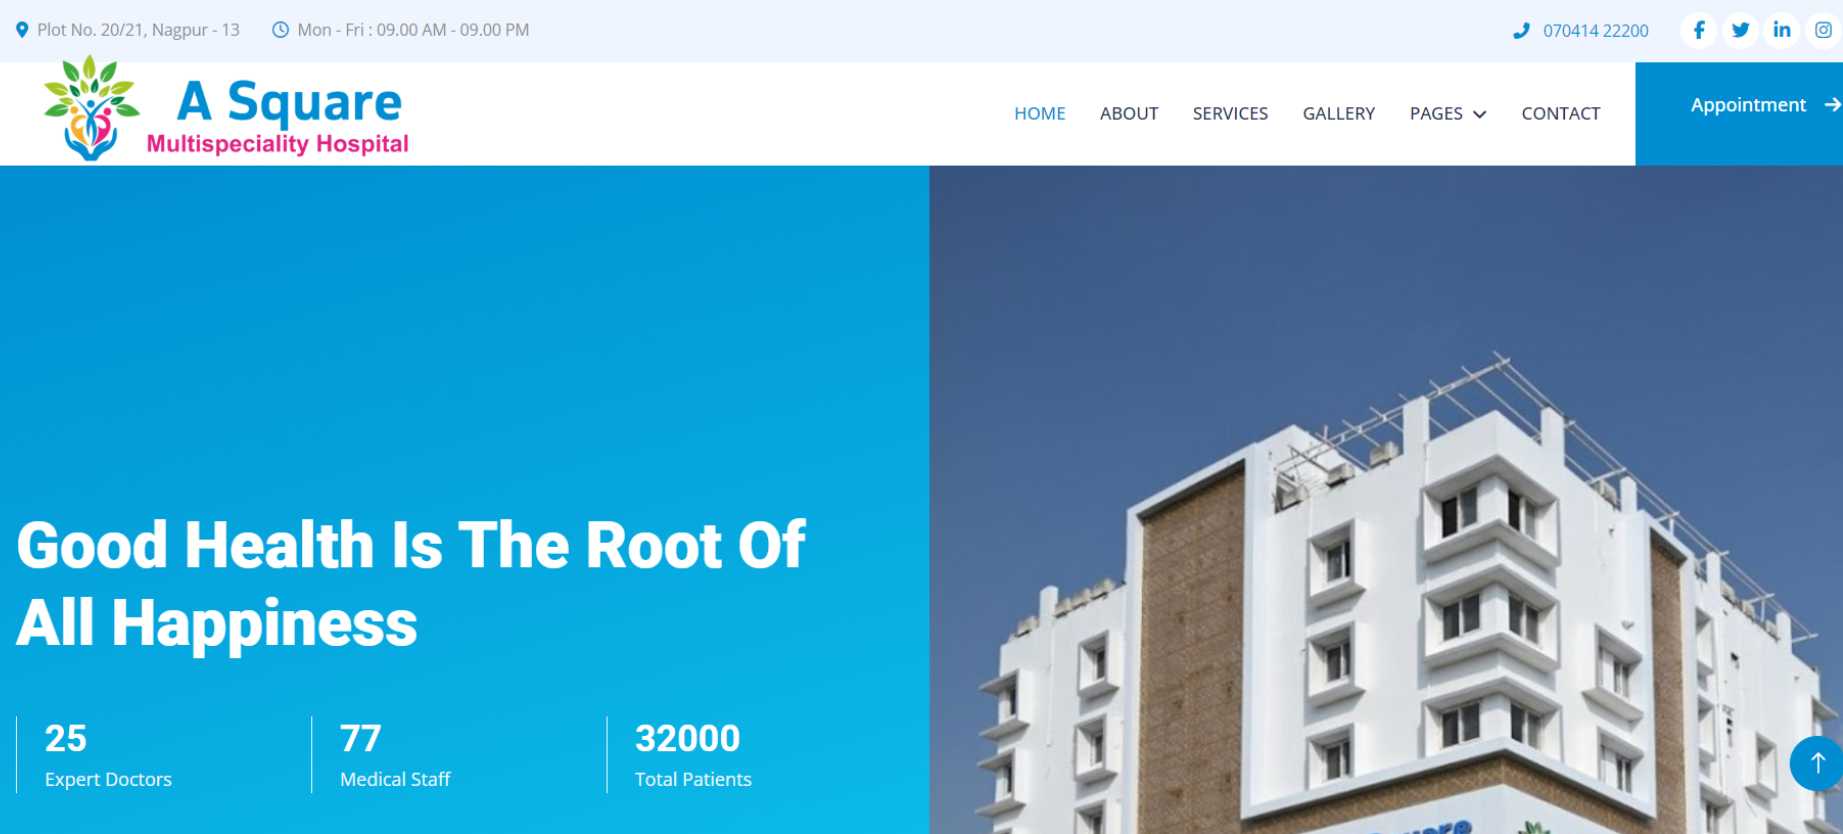 Plot No. 20/21, Nagpur - 13
Mon - Fri : 09.00 AM - 09.00 PM
070414 22200
A Square
Multispeciality Hospital
HOME
ABOUT
SERVICES
GALLERY
PAGES
CONTACT
Appointment
Good Health Is The Root Of
All Happiness
25
Expert Doctors
77
Medical Staff
32000
Total Patients
Square